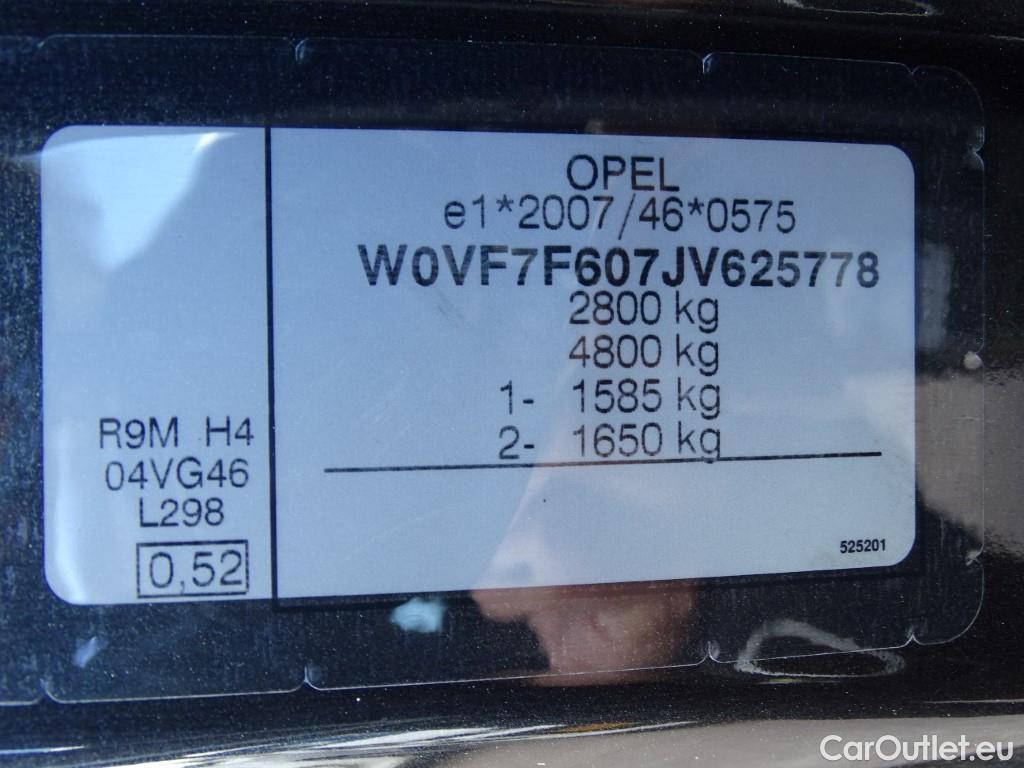 OPEL
e1*2007/46*0575
W0VF7F607JV625778
2800 kg
4800 kg
1- 1585 kg
2- 1650 kg
R9M H4
04VG46
L298
0,52
525201
CarOutlet.eu